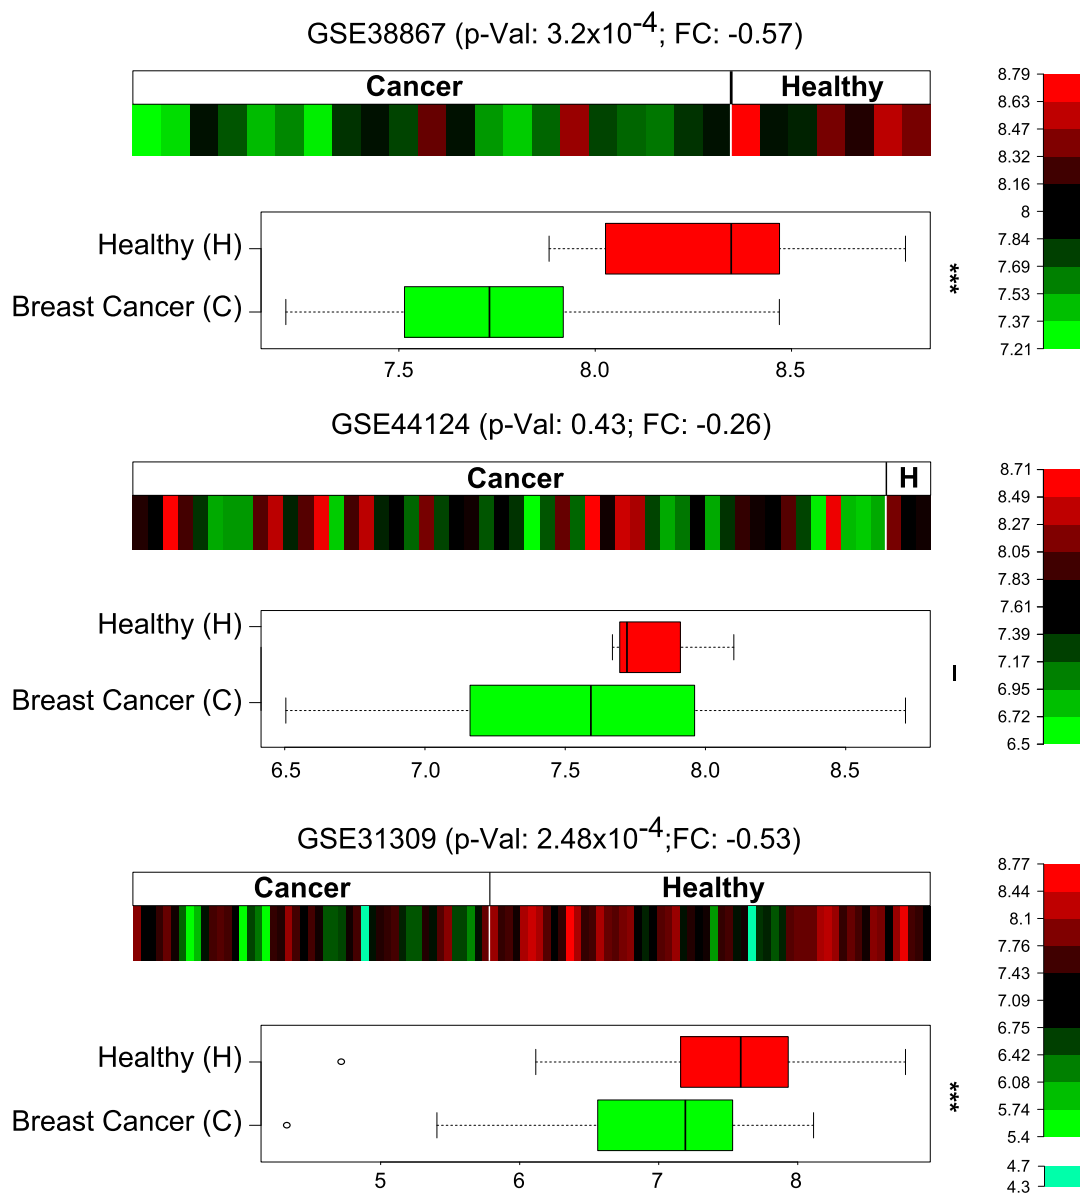 GSE38867 (p-Val: 3.2x10-4; FC: -0.57)
Cancer Healthy
8.79
8.63
8.47
8.32
8.16
8
7.84
7.69
7.53
7.37
7.21
Healthy (H)
Breast Cancer (C)
***
7.5 8.0 8.5
GSE44124 (p-Val: 0.43; FC: -0.26)
Cancer H
8.71
8.49
8.27
8.05
7.83
7.61
7.39
7.17
6.95
6.72
6.5
Healthy (H)
Breast Cancer (C)
-
6.5 7.0 7.5 8.0 8.5
GSE31309 (p-Val: 2.48x10-4;FC: -0.53)
Cancer Healthy
8.77
8.44
8.1
7.76
7.43
7.09
6.75
6.42
6.08
5.74
5.4
4.7
4.3
Healthy (H)
Breast Cancer (C)
***
5 6 7 8